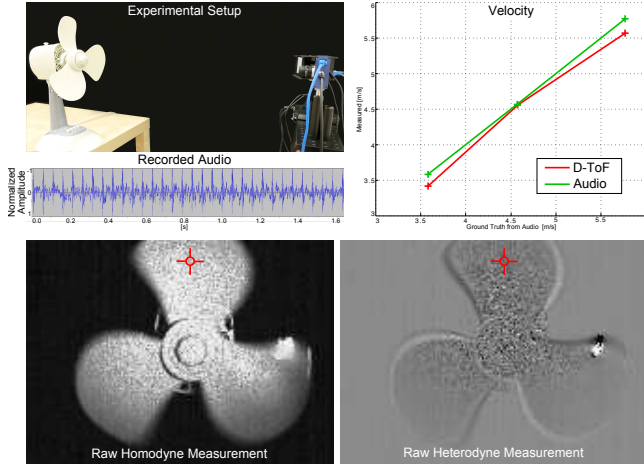 Experimental Setup
Velocity
6
5.5
5
4.5
4
3.5
3
Measured [m/s]
D-ToF
Audio
3
3.5
4
4.5
5
5.5
Ground Truth from Audio [m/s]
Recorded Audio
Normalized
Amplitude
1
0
1
0.0 0.2 0.4 0.6 0.8 1.0 1.2 1.4 1.6
[s]
Raw Homodyne Measurement
Raw Heterodyne Measurement